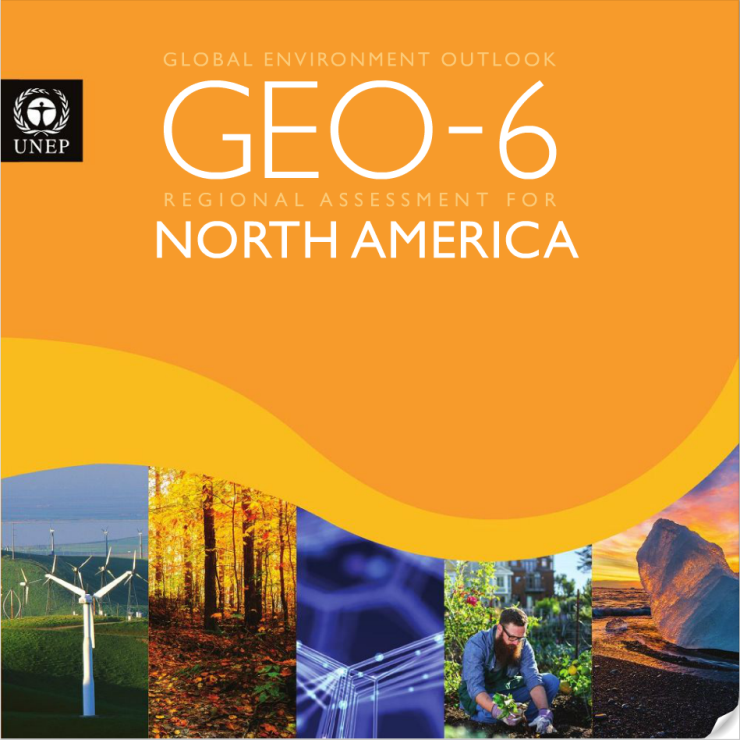 GLOBAL ENVIRONMENT OUTLOOK
GEO-6
UNEP
REGIONAL ASSESSMENT FOR
NORTH AMERICA